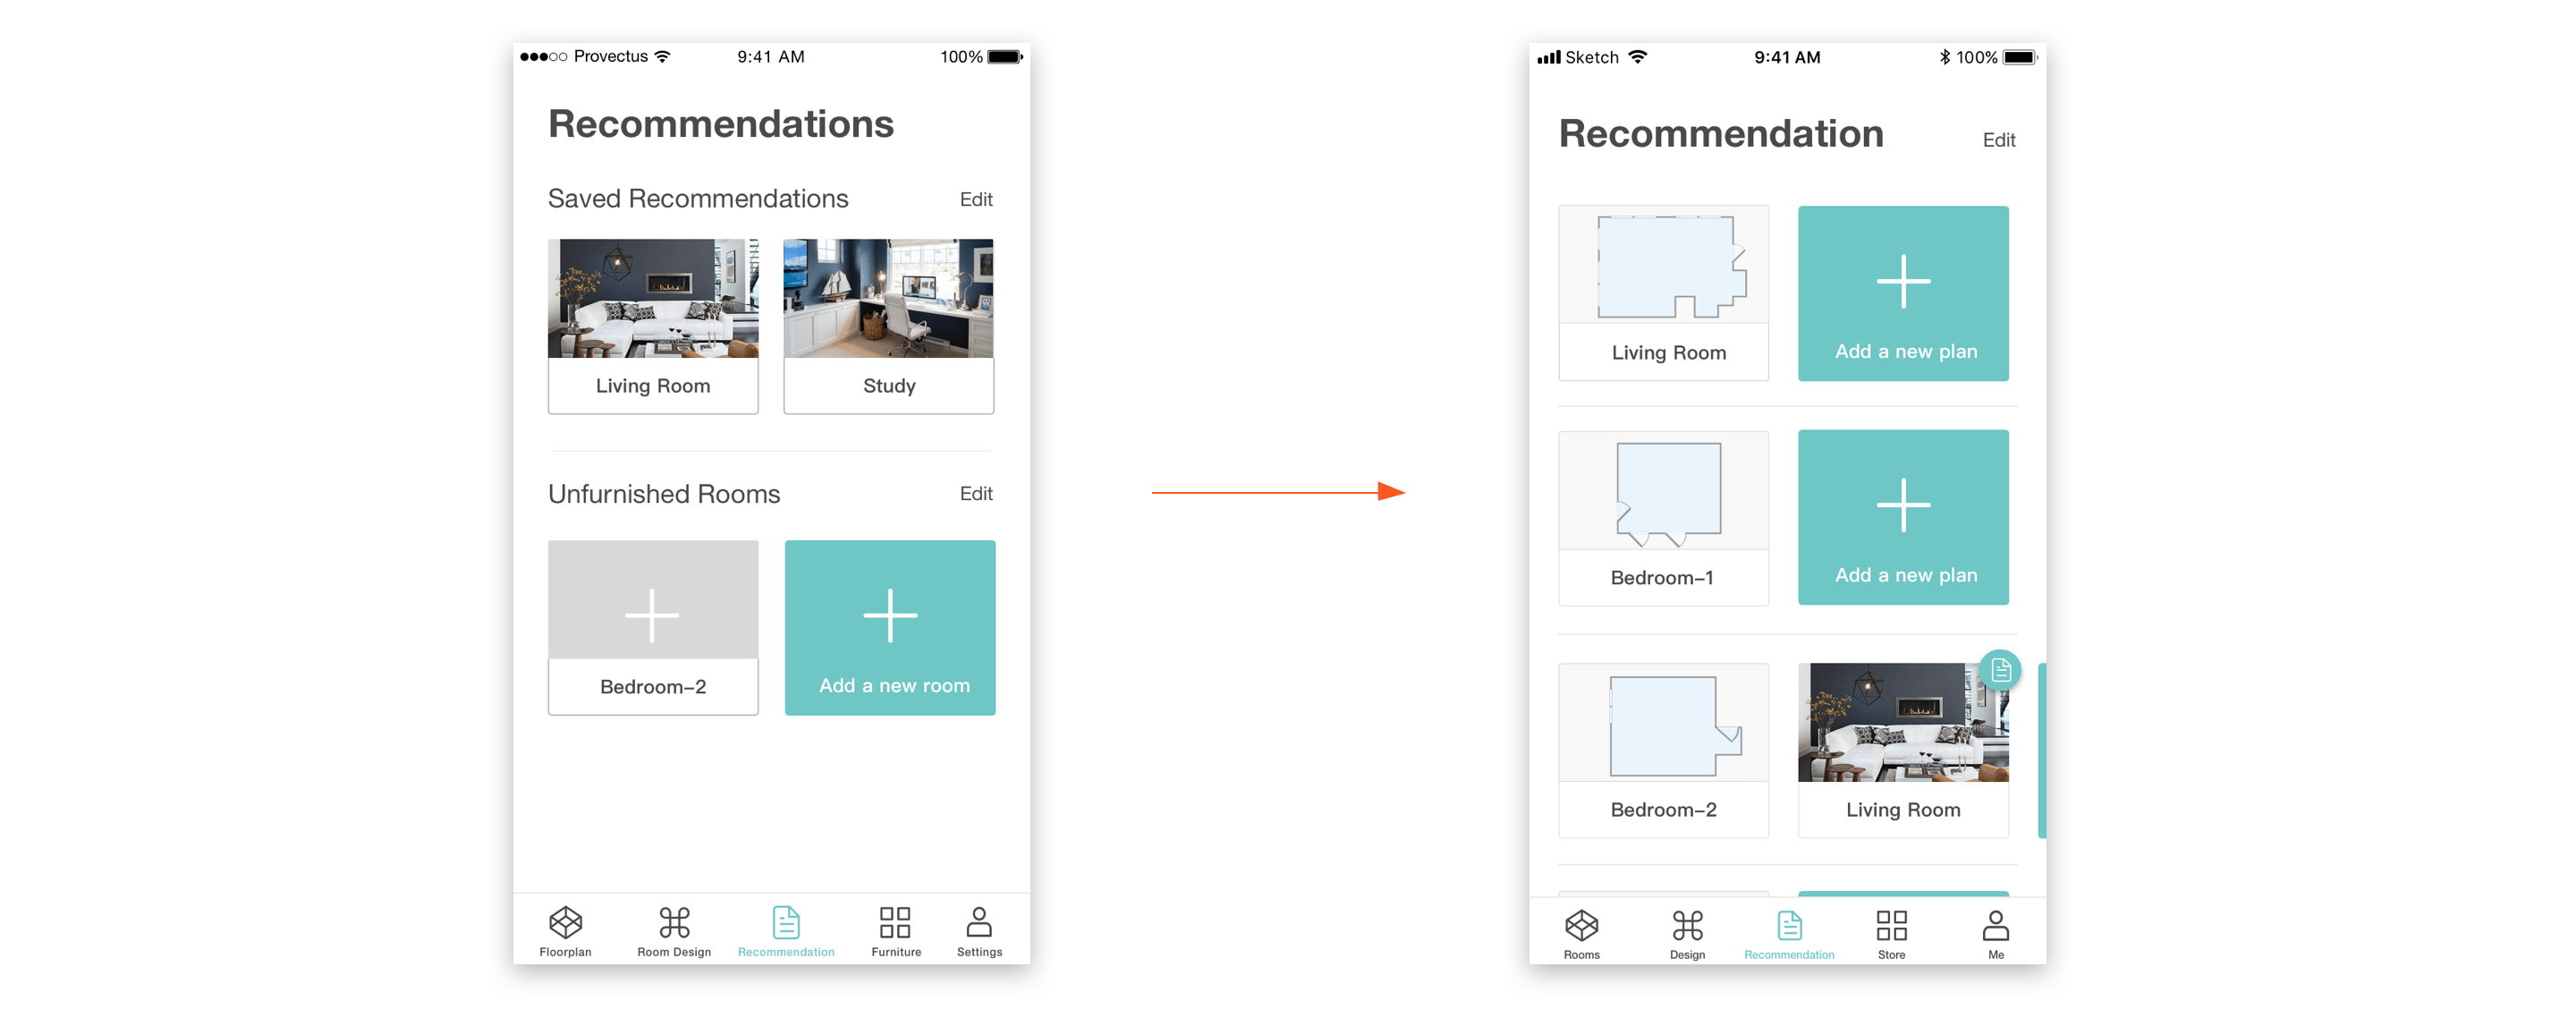 Provectus 9:41 AM 100%
Recommendations
Saved Recommendations Edit
Living Room Study
Unfurnished Rooms Edit
Bedroom–2 Add a new room
Floorplan Room Design Recommendation Furniture Settings
Sketch 9:41 AM 100%
Recommendation Edit
Living Room Add a new plan
Bedroom–1 Add a new plan
Bedroom–2 Living Room
Rooms Design Recommendation Store Me